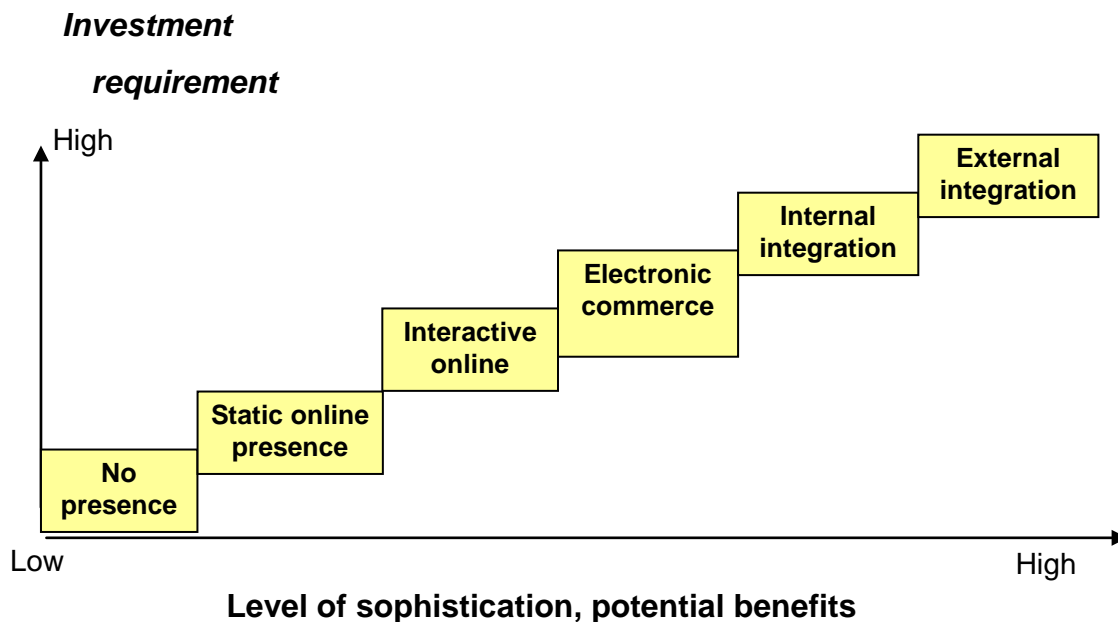 Investment
requirement
High
External
integration
Internal
integration
Electronic
commerce
Interactive
online
Static online
presence
No
presence
Low
High
Level of sophistication, potential benefits